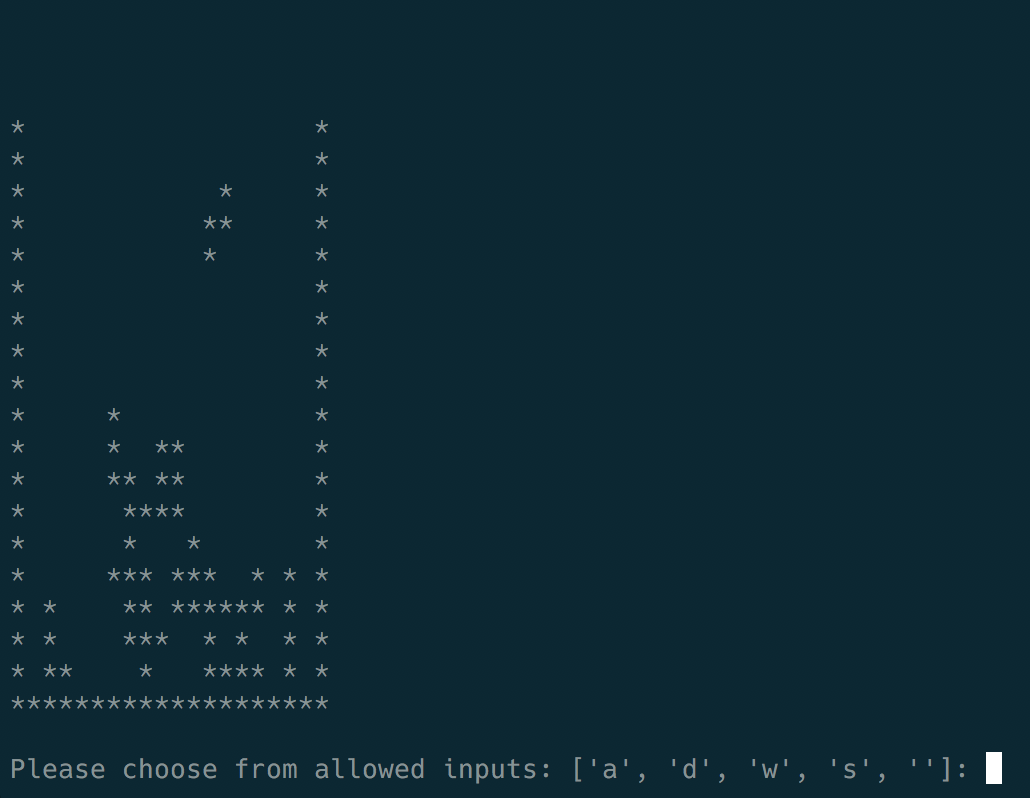 *                  *
*                  *
*            *     *
*           **     *
*           *      *
*                  *
*                  *
*                  *
*                  *
*     *            *
*     *  **        *
*     ** **        *
*      ****        *
*      *   *       *
*     *** ***  * * *
* *    ** ****** * *
* *    ***  * *  * *
* **    *   **** * *
********************
Please choose from allowed inputs: ['a', 'd', 'w', 's', '']: